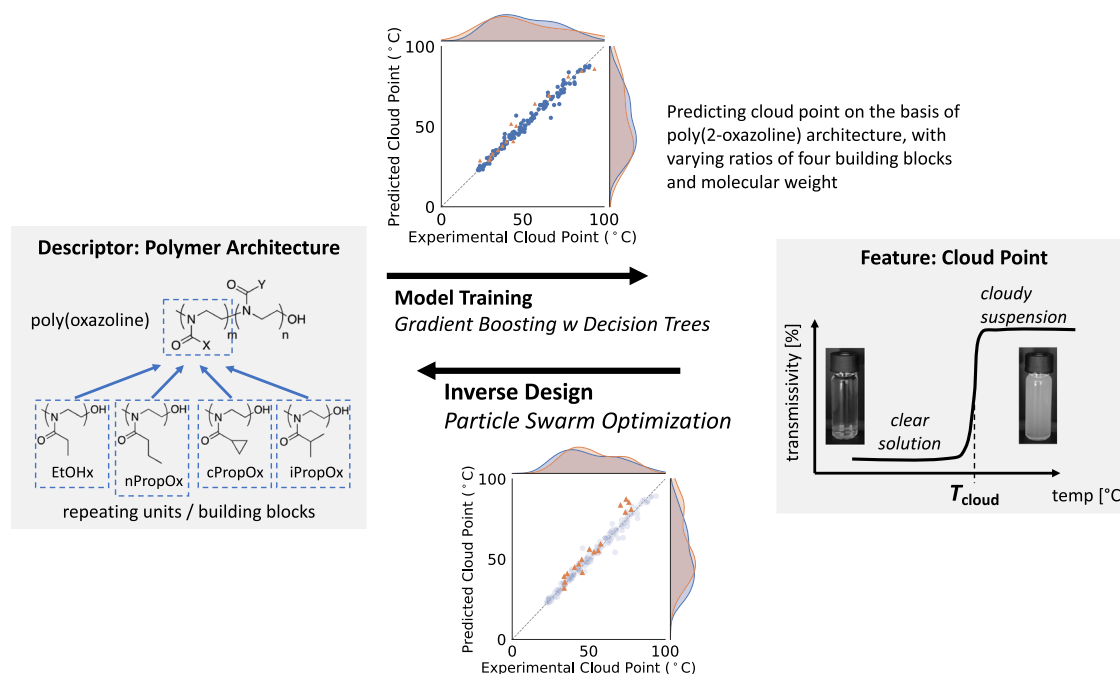 Predicted Cloud Point (°C)
100
50
0
0 50 100
Experimental Cloud Point (°C)
Predicting cloud point on the basis of
poly(2-oxazoline) architecture, with
varying ratios of four building blocks
and molecular weight
Descriptor: Polymer Architecture
poly(oxazoline)
O Y
N N OH
m n
O X
N OH
O
EtOHx
N OH
O
nPropOx
N OH
O
cPropOx
N OH
O
iPropOx
repeating units / building blocks
Model Training
Gradient Boosting w Decision Trees
Inverse Design
Particle Swarm Optimization
Predicted Cloud Point (°C)
100
50
0
0 50 100
Experimental Cloud Point (°C)
Feature: Cloud Point
transmissivity [%]
cloudy
suspension
clear
solution
Tcloud
temp [°C